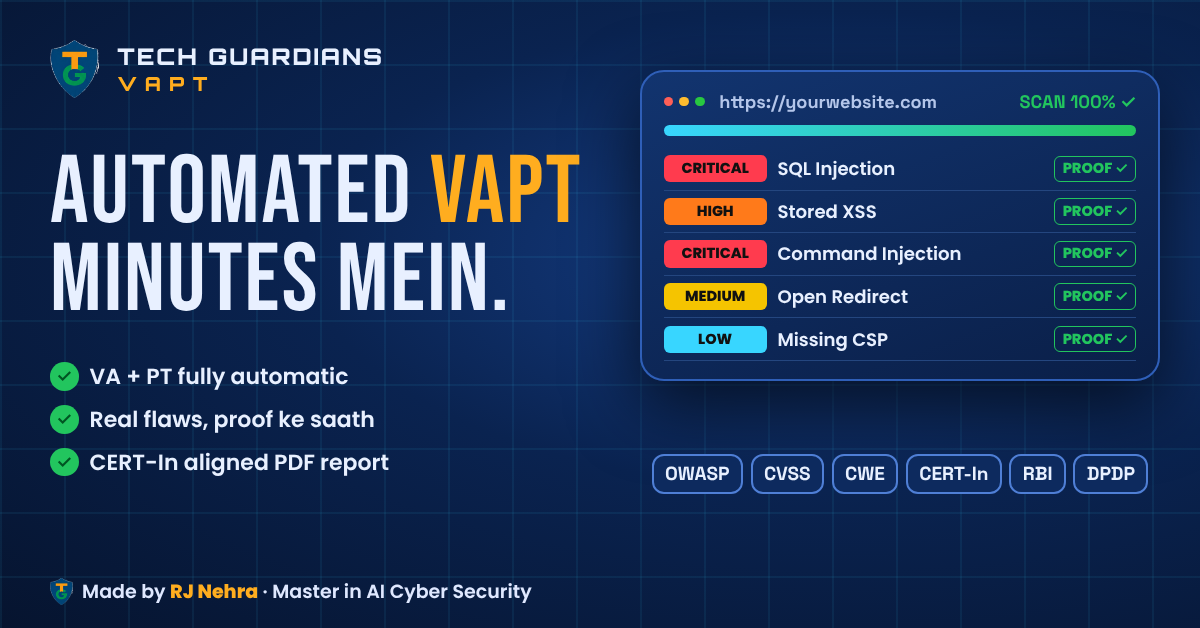 TECH GUARDIANS
VAPT
AUTOMATED VAPT
MINUTES MEIN.
VA + PT fully automatic
Real flaws, proof ke saath
CERT-In aligned PDF report
https://yourwebsite.com SCAN 100% ✓
CRITICAL SQL Injection PROOF ✓
HIGH Stored XSS PROOF ✓
CRITICAL Command Injection PROOF ✓
MEDIUM Open Redirect PROOF ✓
LOW Missing CSP PROOF ✓
OWASP CVSS CWE CERT-In RBI DPDP
TG Made by RJ Nehra · Master in AI Cyber Security